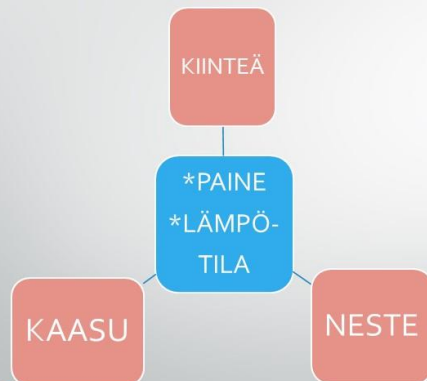 KIINTEÄ
*PAINE
*LÄMPÖ-
TILA
KAASU
NESTE